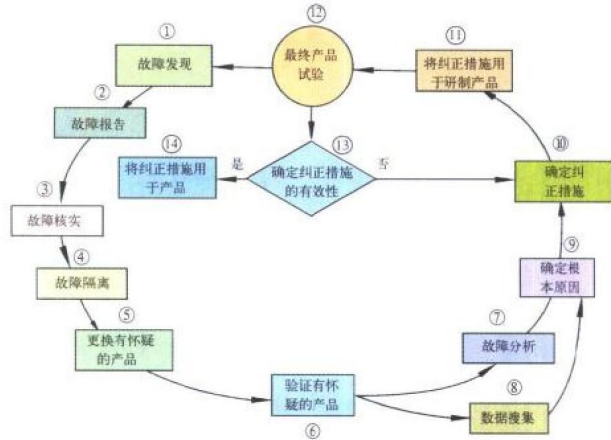 ⑫
最终产品
试验
①
故障发现
②
故障报告
③
故障核实
④
故障隔离
⑤
更换有怀疑
的产品
验证有怀
疑的产品
⑥
⑦
故障分析
⑧
数据搜集
⑨
确定根
本原因
⑩
确定纠
正措施
⑪
将纠正措施用
于研制产品
⑬
确定纠正措施
的有效性
是
否
⑭
将纠正措施用
于产品